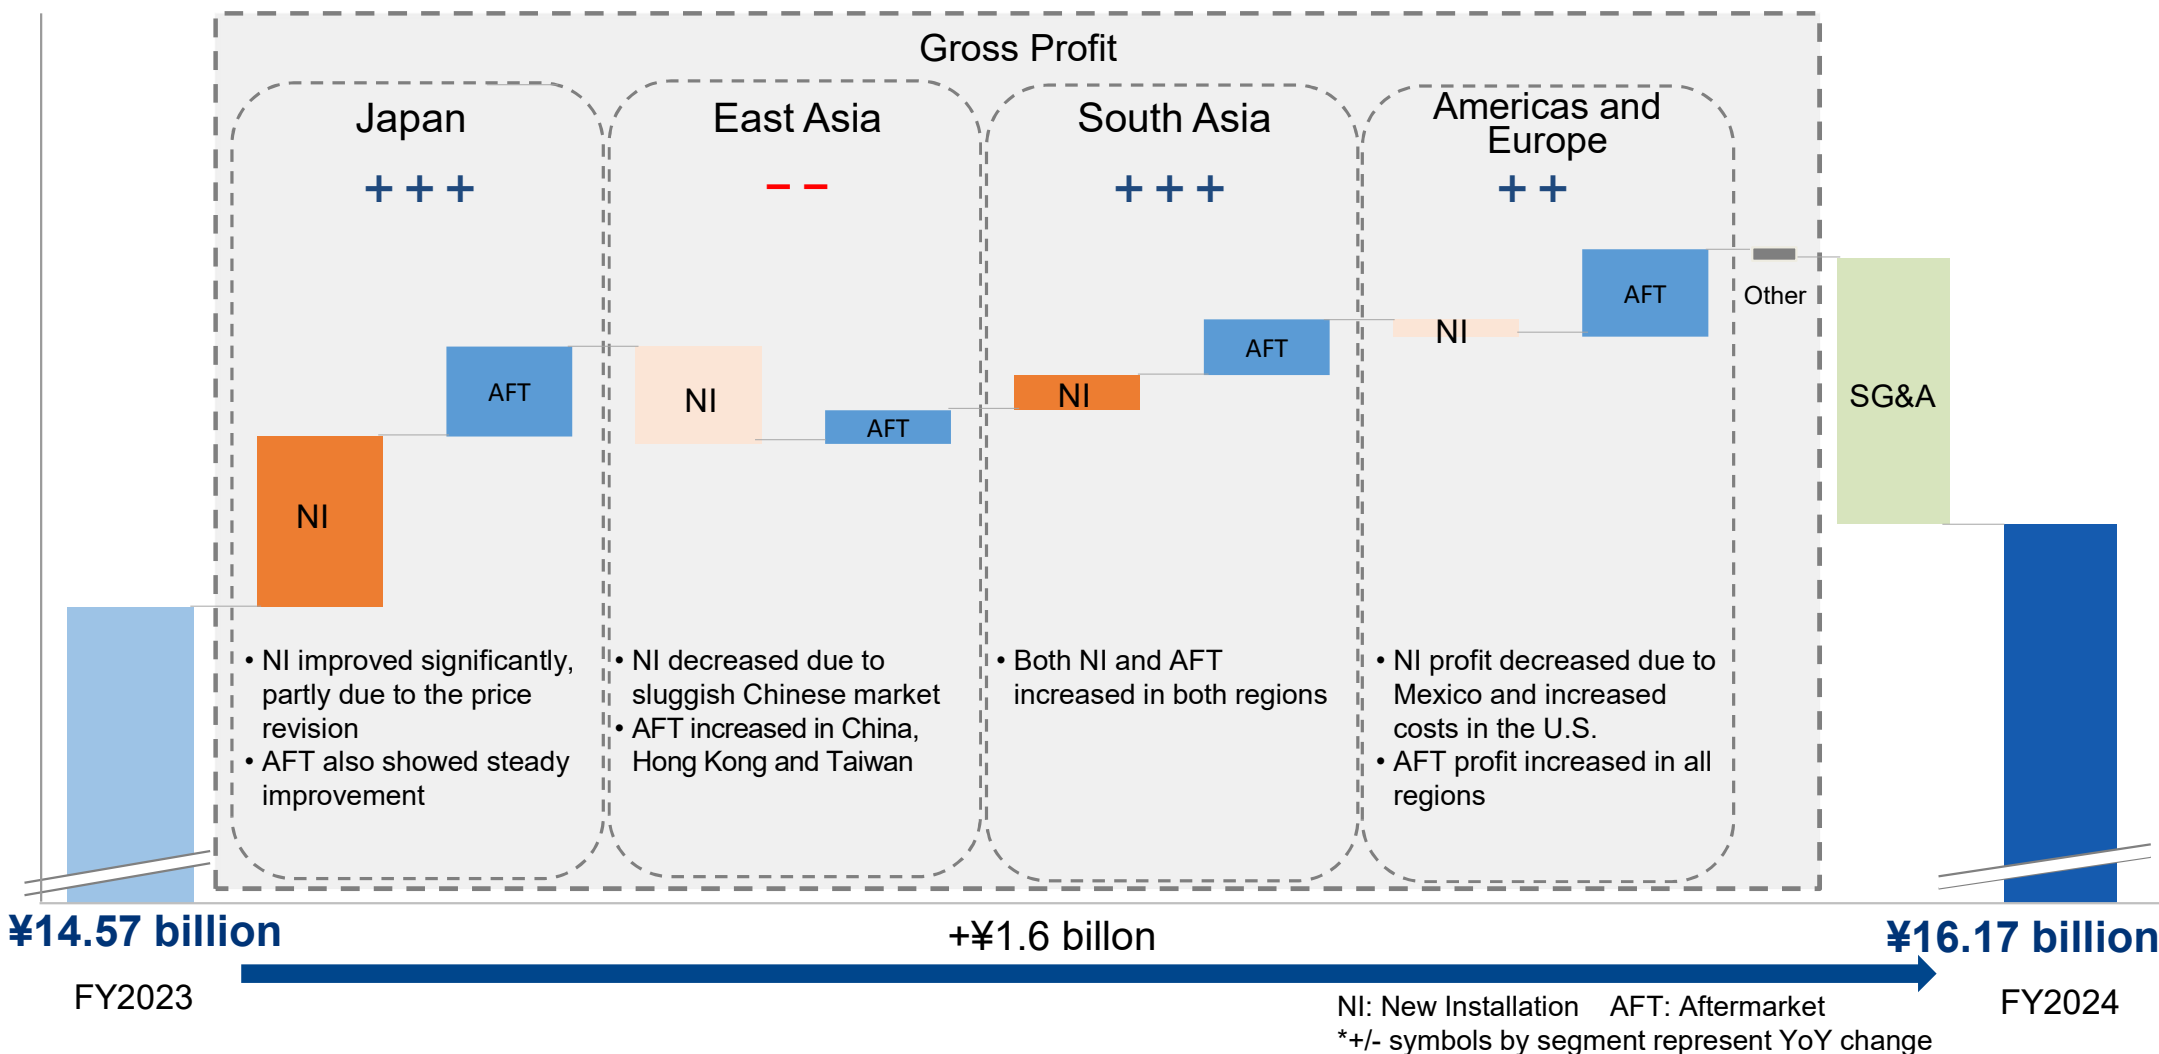 Gross Profit
Japan
+++
East Asia
−−
South Asia
+++
Americas and
Europe
++
NI
AFT
NI
AFT
NI
AFT
NI
AFT
Other
SG&A
• NI improved significantly,
partly due to the price
revision
• AFT also showed steady
improvement
• NI decreased due to
sluggish Chinese market
• AFT increased in China,
Hong Kong and Taiwan
• Both NI and AFT
increased in both regions
• NI profit decreased due to
Mexico and increased
costs in the U.S.
• AFT profit increased in all
regions
¥14.57 billion
FY2023
+¥1.6 billon
¥16.17 billion
FY2024
NI: New Installation AFT: Aftermarket
*+/- symbols by segment represent YoY change